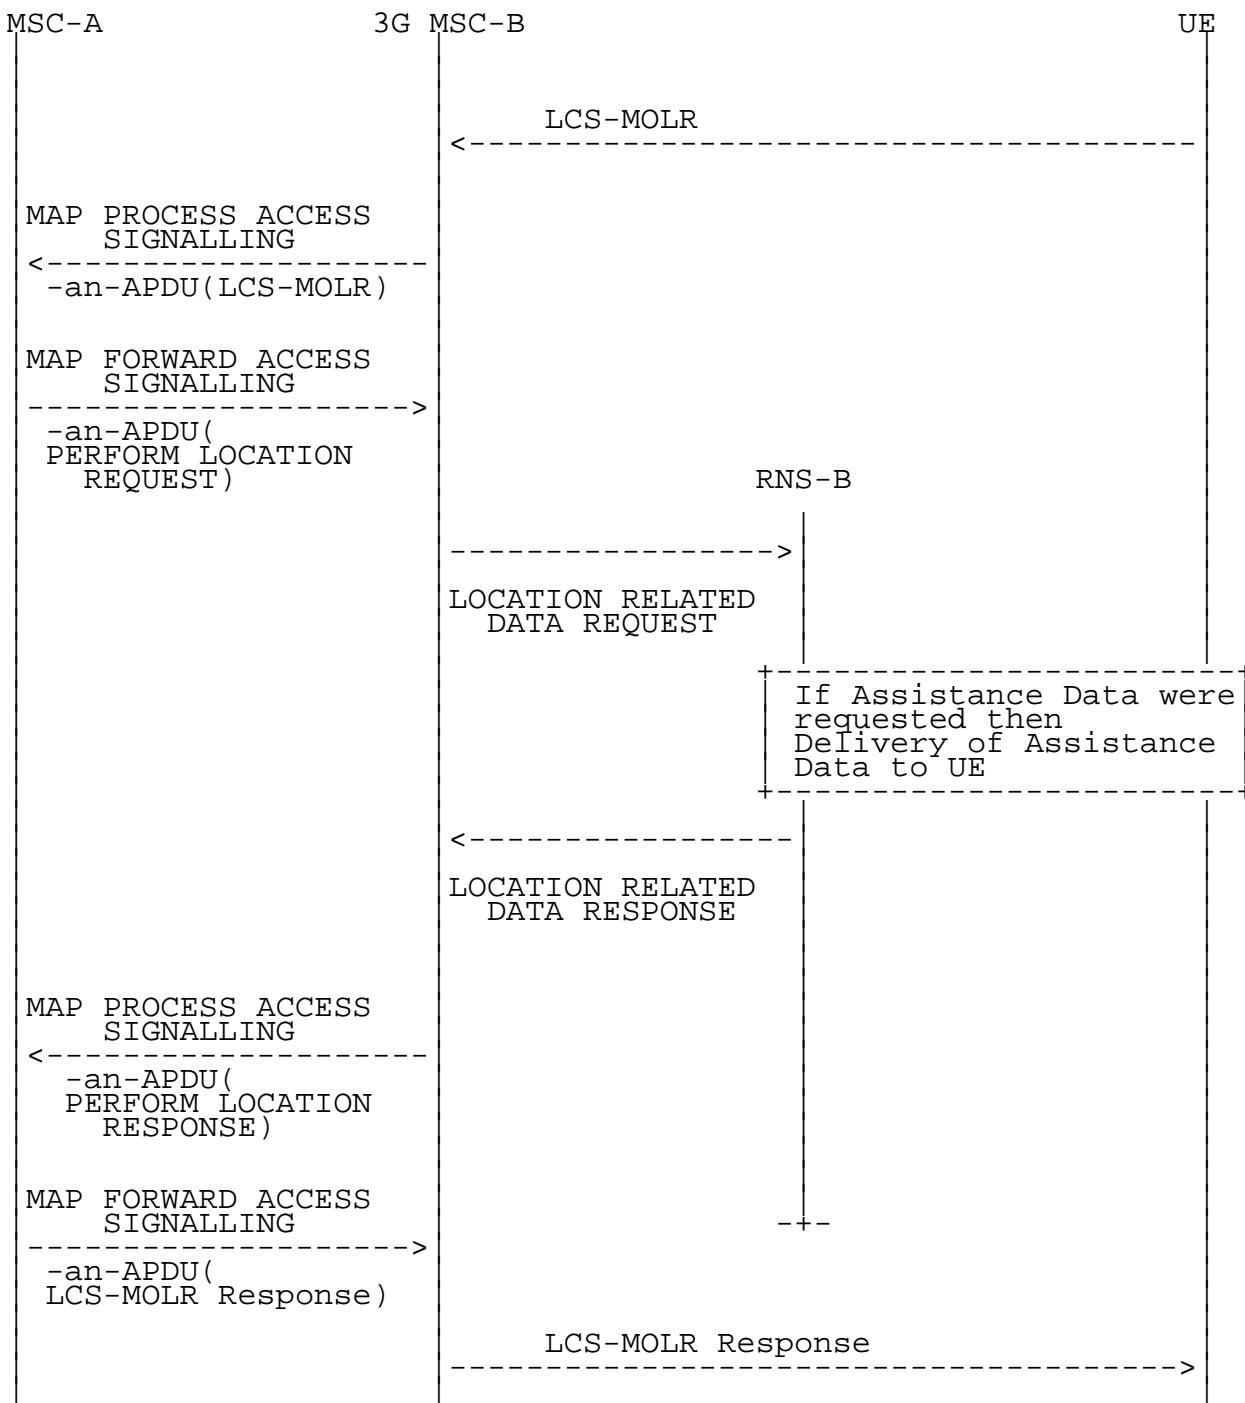 MSC-A 3G MSC-B UE
LCS-MOLR
MAP PROCESS ACCESS
SIGNALLING
-an-APDU(LCS-MOLR)
MAP FORWARD ACCESS
SIGNALLING
-an-APDU(
PERFORM LOCATION
REQUEST)
RNS-B
LOCATION RELATED
DATA REQUEST
If Assistance Data were
requested then
Delivery of Assistance
Data to UE
LOCATION RELATED
DATA RESPONSE
MAP PROCESS ACCESS
SIGNALLING
-an-APDU(
PERFORM LOCATION
RESPONSE)
MAP FORWARD ACCESS
SIGNALLING
-an-APDU(
LCS-MOLR Response)
LCS-MOLR Response